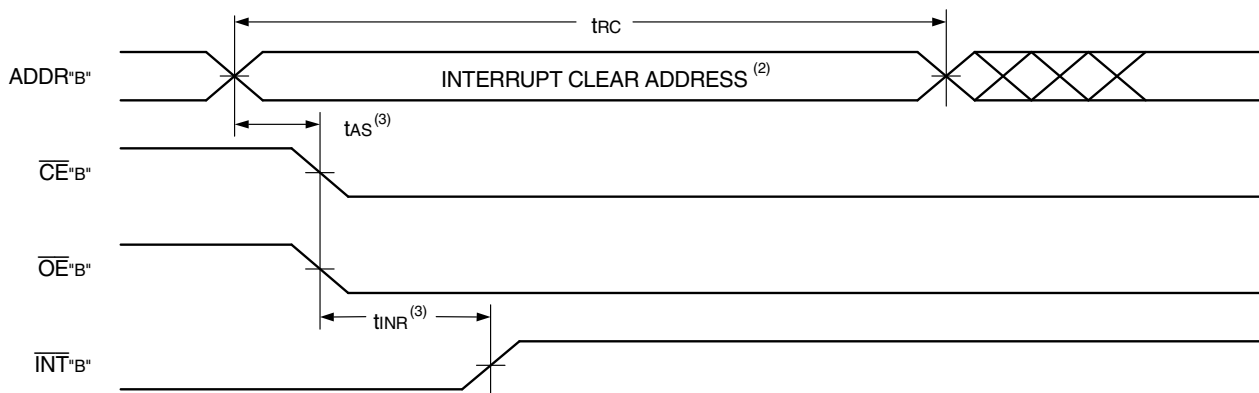 tRC
ADDR"B"
INTERRUPT CLEAR ADDRESS (2)
tAS(3)
CE"B"
OE"B"
tINR(3)
INT"B"